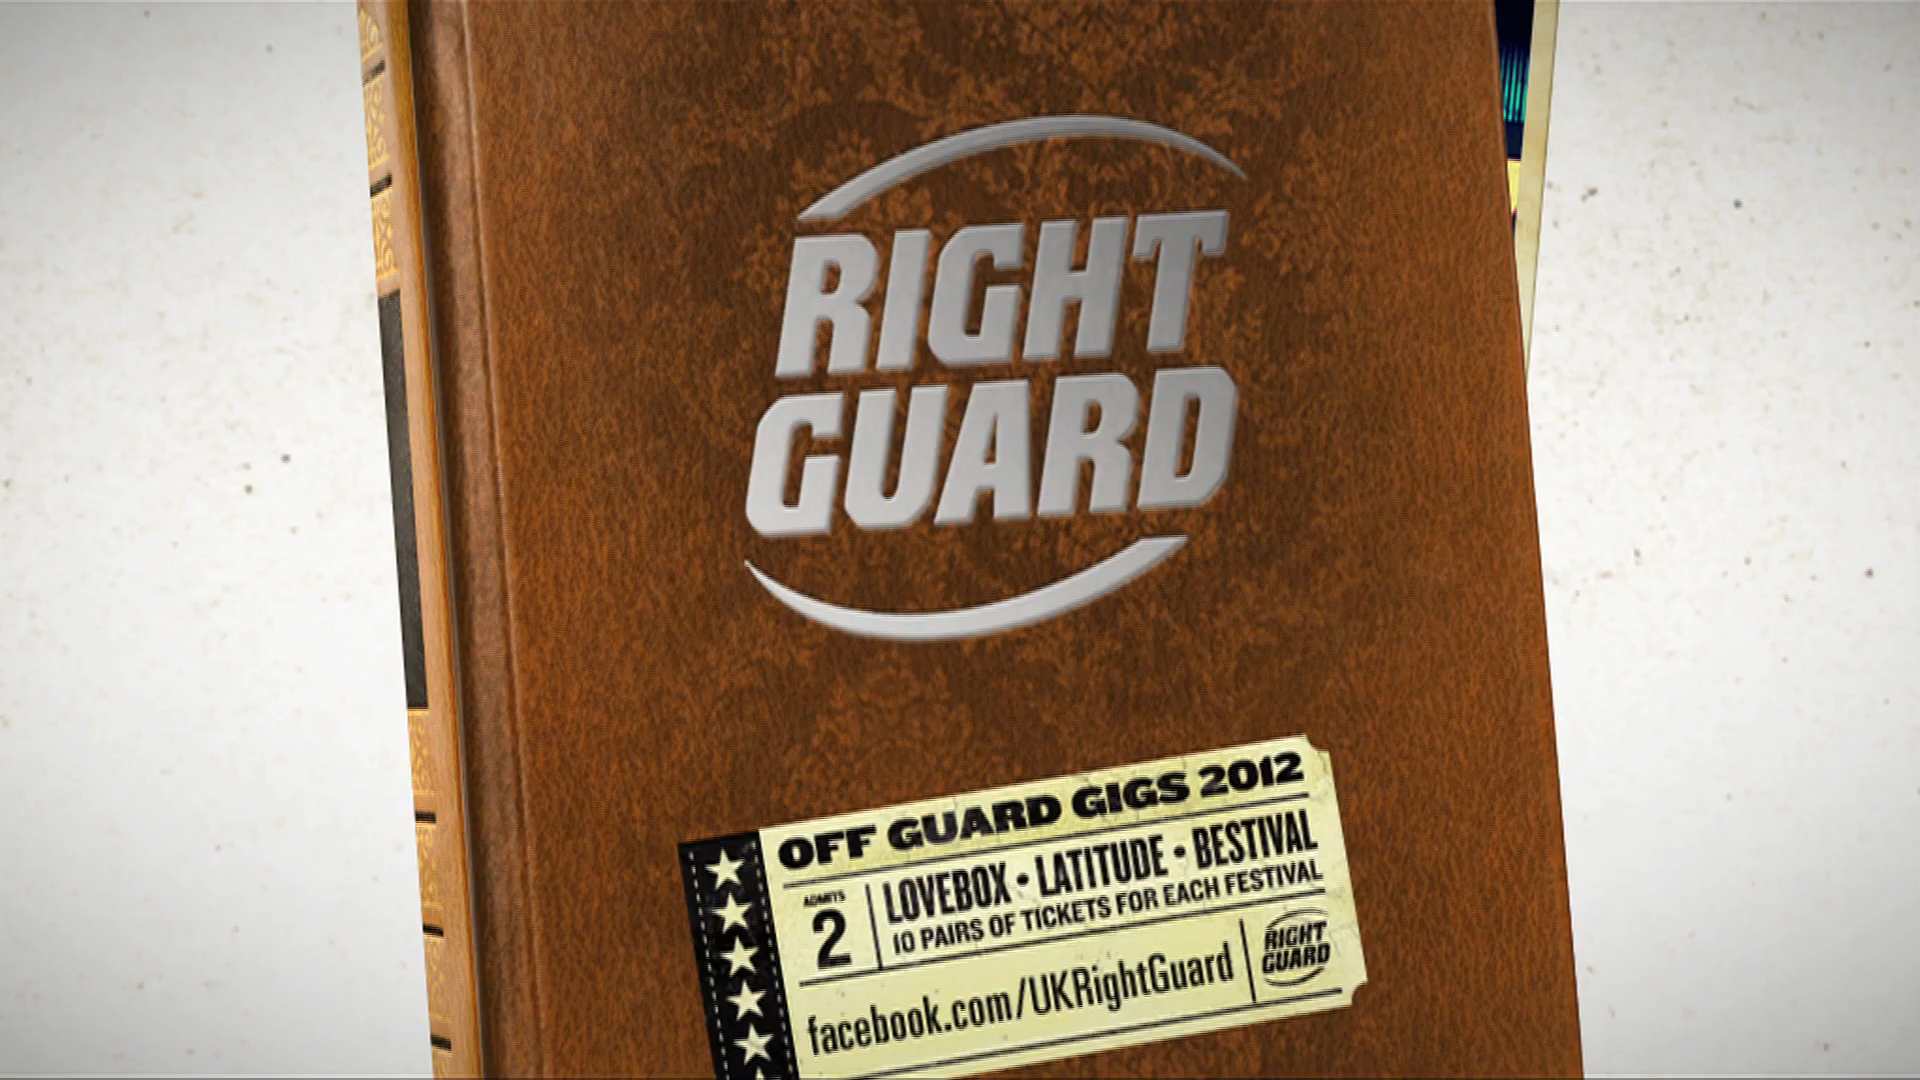 RIGHT
GUARD
OFF GUARD GIGS 2012
ADMITS
2
LOVEBOX • LATITUDE • BESTIVAL
10 PAIRS OF TICKETS FOR EACH FESTIVAL
facebook.com/UKRightGuard
RIGHT
GUARD